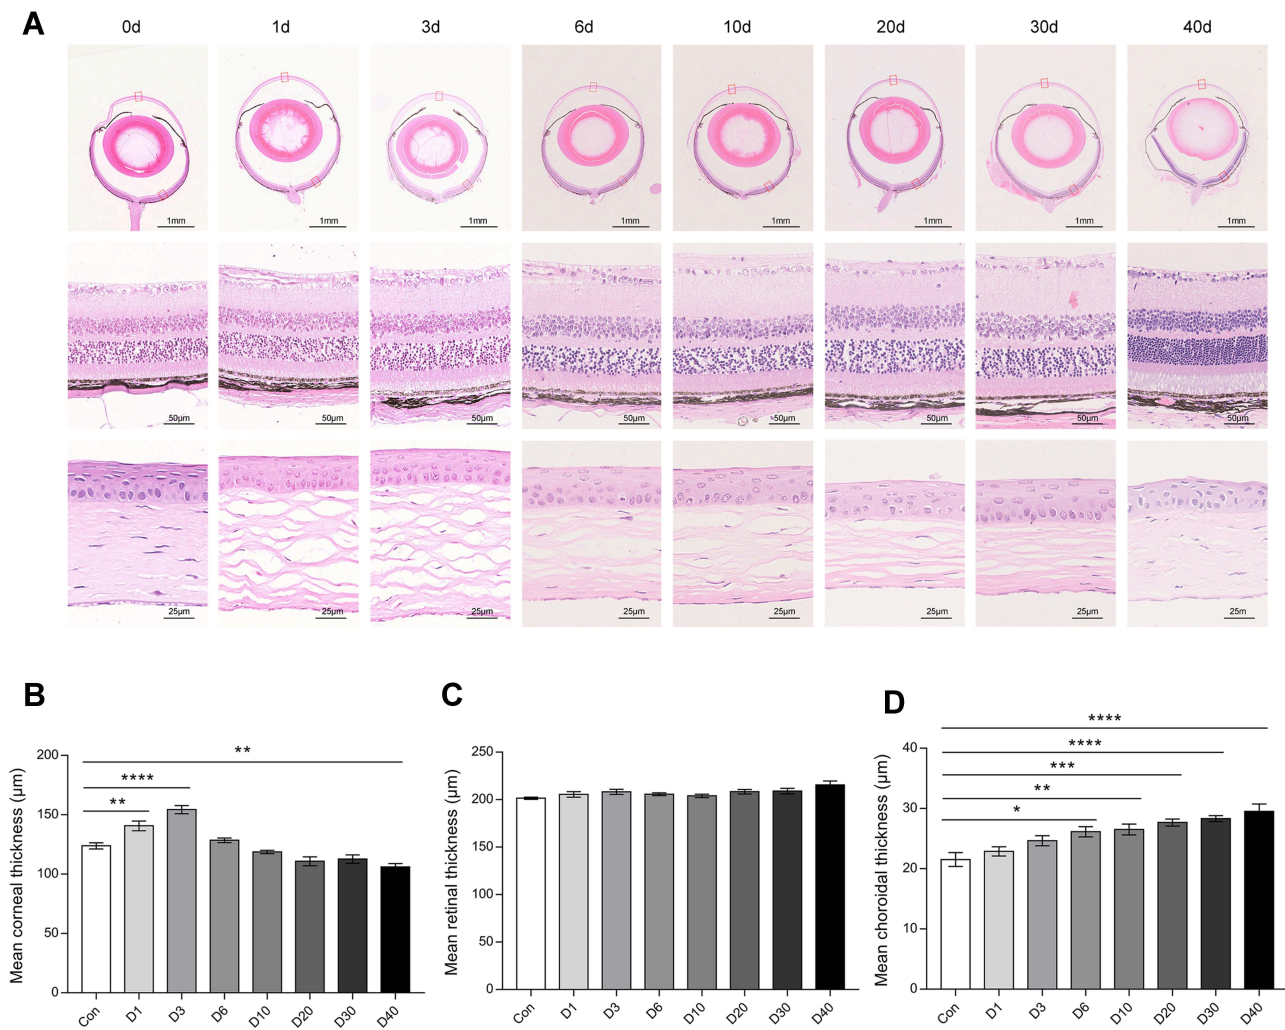 A
0d 1d 3d 6d 10d 20d 30d 40d
1mm 1mm 1mm 1mm 1mm 1mm 1mm 1mm
50μm 50μm 50μm 50μm 50μm 50μm 50μm 50μm
25μm 25μm 25μm 25μm 25μm 25μm 25μm 25m
B
Mean corneal thickness (μm)
200
150
100
50
0
**
****
**
Con D1 D3 D6 D10 D20 D30 D40
C
Mean retinal thickness (μm)
250
200
150
100
50
0
Con D1 D3 D6 D10 D20 D30 D40
D
Mean choroidal thickness (μm)
40
30
20
10
0
****
****
***
**
*
Con D1 D3 D6 D10 D20 D30 D40